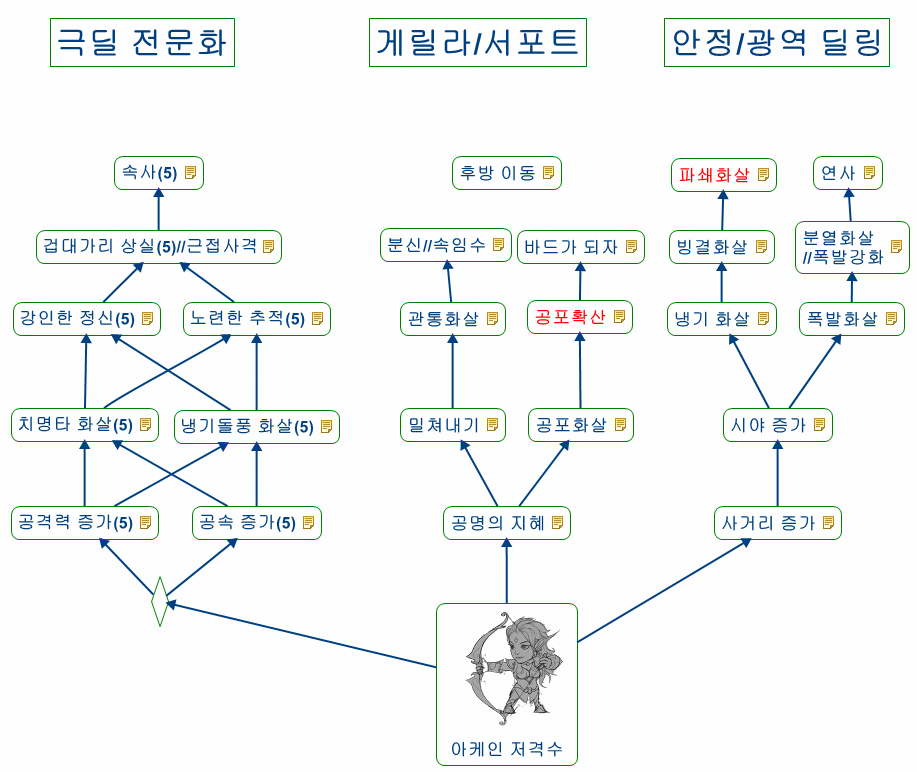 극딜 전문화
게릴라/서포트
안정/광역 딜링
속사(5)
후방 이동
파쇄화살
연사
겁대가리 상실(5)//근접사격
분신//속임수
바드가 되자
빙결화살
분열화살
//폭발강화
강인한 정신(5)
노련한 추적(5)
관통화살
공포확산
냉기 화살
폭발화살
치명타 화살(5)
냉기돌풍 화살(5)
밀쳐내기
공포화살
시야 증가
공격력 증가(5)
공속 증가(5)
공명의 지혜
사거리 증가
아케인 저격수